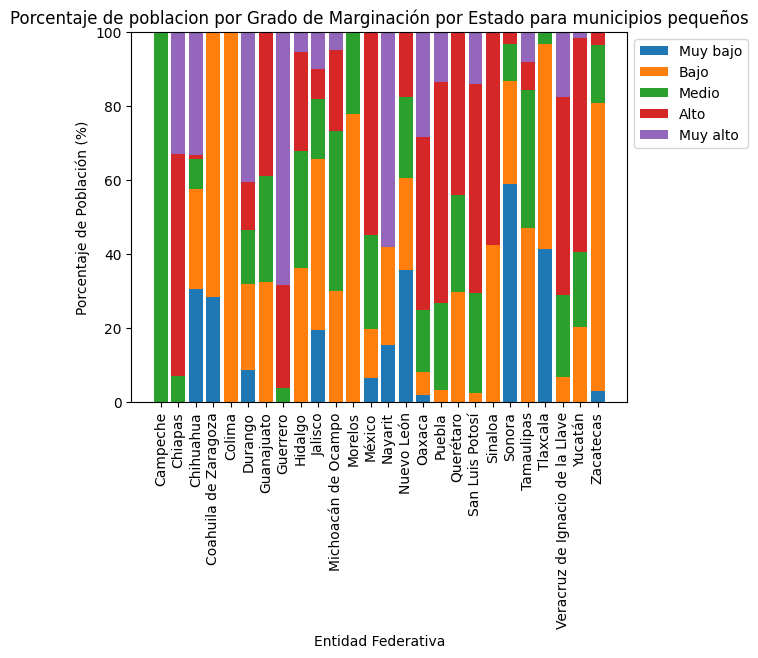 Porcentaje de poblacion por Grado de Marginación por Estado para municipios pequeños
Muy bajo
Bajo
Medio
Alto
Muy alto
Porcentaje de Población (%)
100
80
60
40
20
0
Campeche
Chiapas
Chihuahua
Coahuila de Zaragoza
Colima
Durango
Guanajuato
Guerrero
Hidalgo
Jalisco
Michoacán de Ocampo
Morelos
México
Nayarit
Nuevo León
Oaxaca
Puebla
Querétaro
San Luis Potosí
Sinaloa
Sonora
Tamaulipas
Tlaxcala
Veracruz de Ignacio de la Llave
Yucatán
Zacatecas
Entidad Federativa